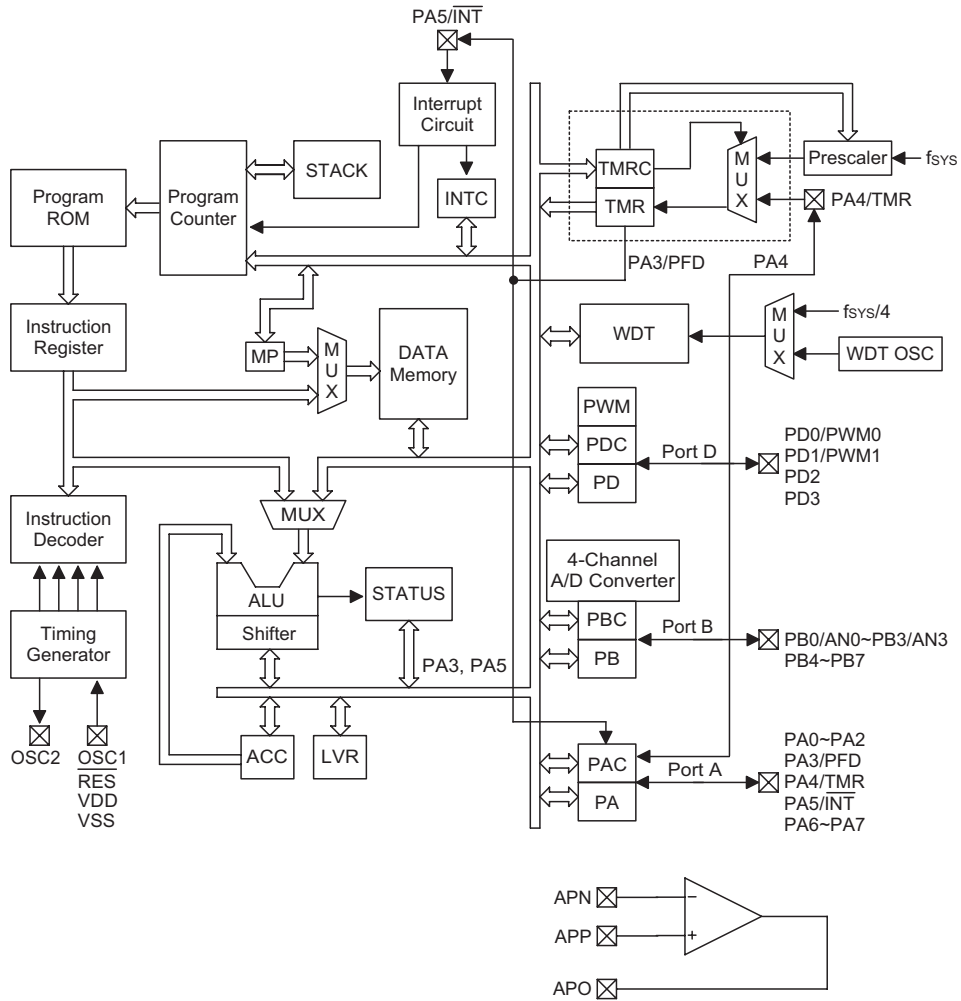 PA5/INT
Interrupt
Circuit
STACK
Program
ROM
Program
Counter
INTC
TMRC
TMR
M
U
X
Prescaler
fSYS
PA4/TMR
PA3/PFD
PA4
Instruction
Register
MP
M
U
X
DATA
Memory
WDT
M
U
X
fSYS/4
WDT OSC
PWM
PDC
PD
Port D
PD0/PWM0
PD1/PWM1
PD2
PD3
Instruction
Decoder
MUX
ALU
Shifter
STATUS
4-Channel
A/D Converter
PBC
PB
Port B
PB0/AN0~PB3/AN3
PB4~PB7
Timing
Generator
PA3, PA5
OSC2
OSC1
RES
VDD
VSS
ACC
LVR
PAC
PA
Port A
PA0~PA2
PA3/PFD
PA4/TMR
PA5/INT
PA6~PA7
APN
−
APP
+
APO